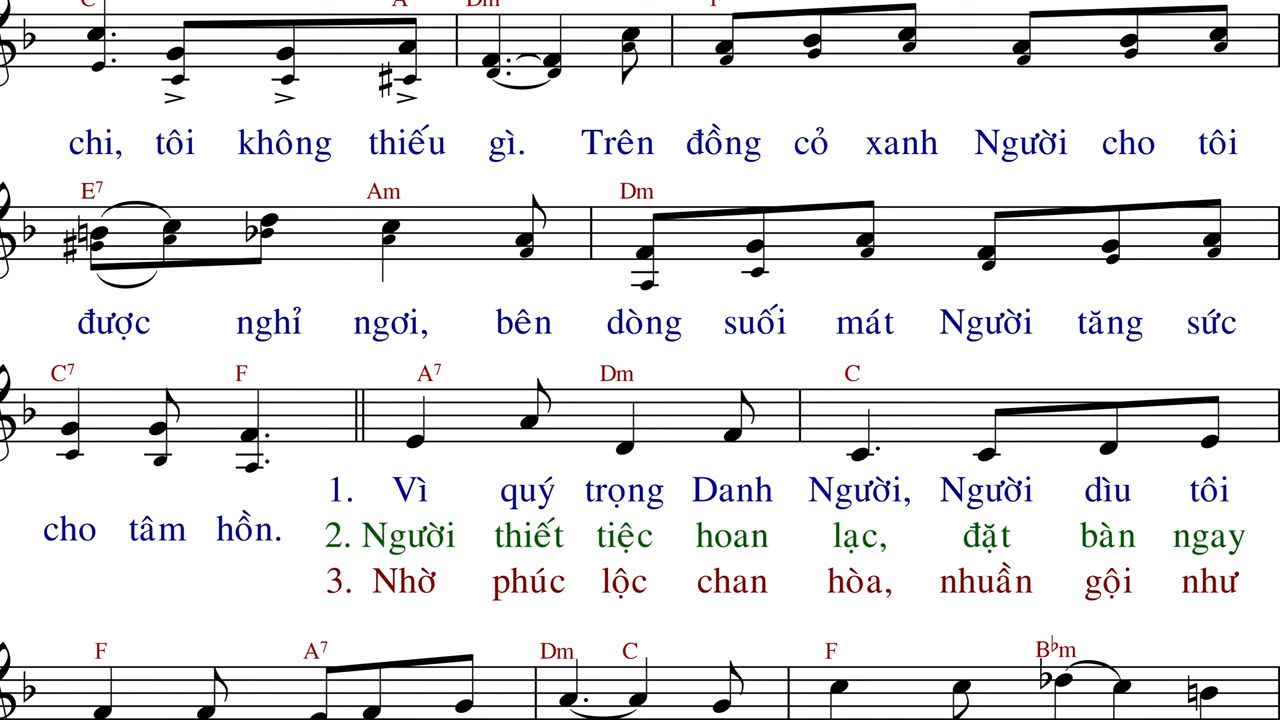 C A Dm F
chi, tôi không thiếu gì. Trên đồng cỏ xanh Người cho tôi
E7 Am Dm
được nghỉ ngơi, bên dòng suối mát Người tăng sức
C7 F A7 Dm C
1. Vì quý trọng Danh Người, Người dìu tôi
cho tâm hồn.
2. Người thiết tiệc hoan lạc, đặt bàn ngay
3. Nhờ phúc lộc chan hòa, nhuần gội như
F A7 Dm C F B♭m